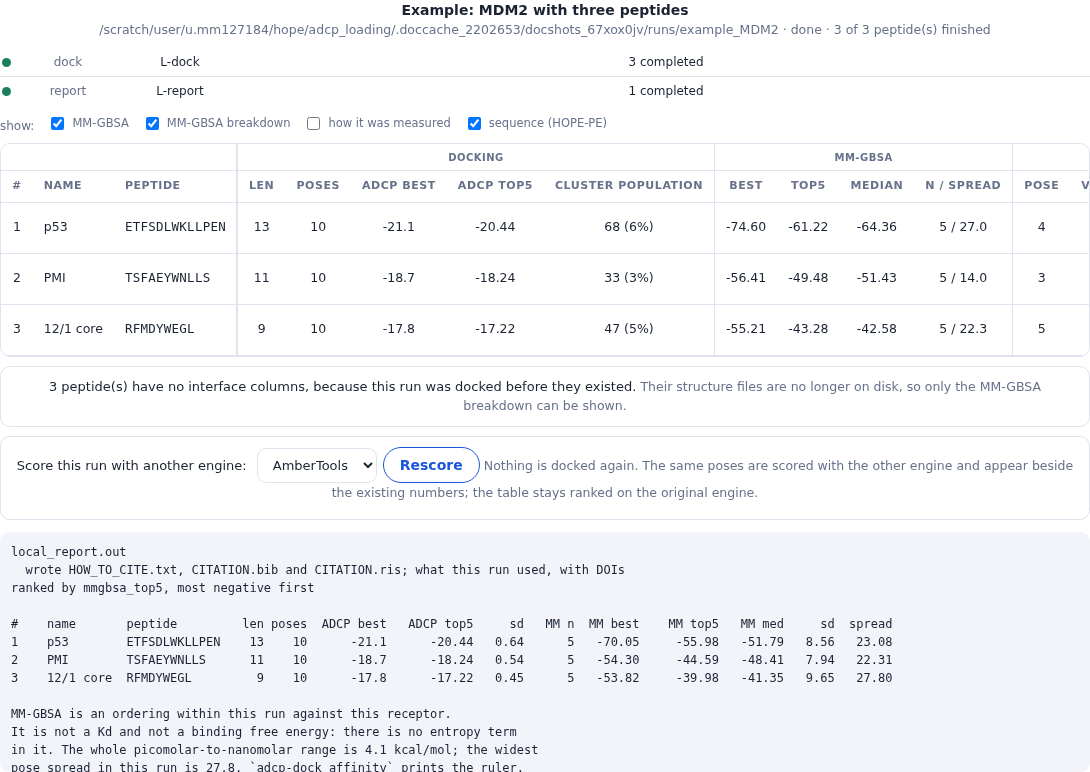 Example: MDM2 with three peptides
/scratch/user/u.mm127184/hope/adcp_loading/.doccache_2202653/docshots_67xox0jv/runs/example_MDM2 · done · 3 of 3 peptide(s) finished
dock L-dock 3 completed
report L-report 1 completed
show: MM-GBSA MM-GBSA breakdown how it was measured sequence (HOPE-PE)
DOCKING MM-GBSA
# NAME PEPTIDE LEN POSES ADCP BEST ADCP TOP5 CLUSTER POPULATION BEST TOP5 MEDIAN N / SPREAD POSE
1 p53 ETFSDLWKLLPEN 13 10 -21.1 -20.44 68 (6%) -74.60 -61.22 -64.36 5 / 27.0 4
2 PMI TSFAEYWNLLS 11 10 -18.7 -18.24 33 (3%) -56.41 -49.48 -51.43 5 / 14.0 3
3 12/1 core RFMDYWEGL 9 10 -17.8 -17.22 47 (5%) -55.21 -43.28 -42.58 5 / 22.3 5
3 peptide(s) have no interface columns, because this run was docked before they existed. Their structure files are no longer on disk, so only the MM-GBSA
breakdown can be shown.
Score this run with another engine: AmberTools Rescore Nothing is docked again. The same poses are scored with the other engine and appear beside
the existing numbers; the table stays ranked on the original engine.
local_report.out
wrote HOW_TO_CITE.txt, CITATION.bib and CITATION.ris; what this run used, with DOIs
ranked by mmgbsa_top5, most negative first
# name peptide len poses ADCP best ADCP top5 sd MM n MM best MM top5 MM med sd spread
1 p53 ETFSDLWKLLPEN 13 10 -21.1 -20.44 0.64 5 -70.05 -55.98 -51.79 8.56 23.08
2 PMI TSFAEYWNLLS 11 10 -18.7 -18.24 0.54 5 -54.30 -44.59 -48.41 7.94 22.31
3 12/1 core RFMDYWEGL 9 10 -17.8 -17.22 0.45 5 -53.82 -39.98 -41.35 9.65 27.80
MM-GBSA is an ordering within this run against this receptor.
It is not a Kd and not a binding free energy: there is no entropy term
in it. The whole picomolar-to-nanomolar range is 4.1 kcal/mol; the widest
pose spread in this run is 27.8. `adcp-dock affinity` prints the ruler.